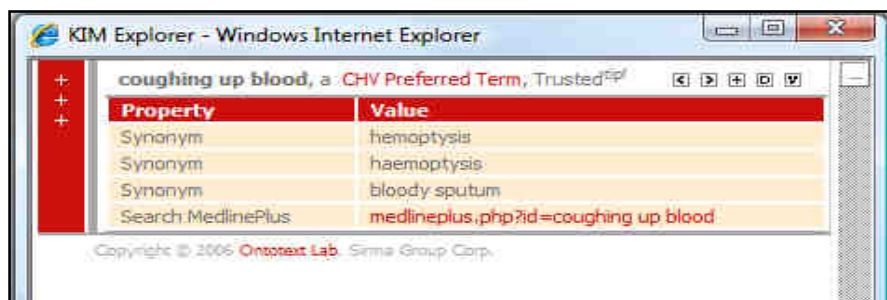 KIM Explorer - Windows Internet Explorer
coughing up blood, a CHV Preferred Term, Trusted tip!
Property Value
Synonym hemoptysis
Synonym haemoptysis
Synonym bloody sputum
Search MedlinePlus medlineplus.php?id=coughing up blood
Copyright © 2006 Ontotext Lab. Sirma Group Corp.